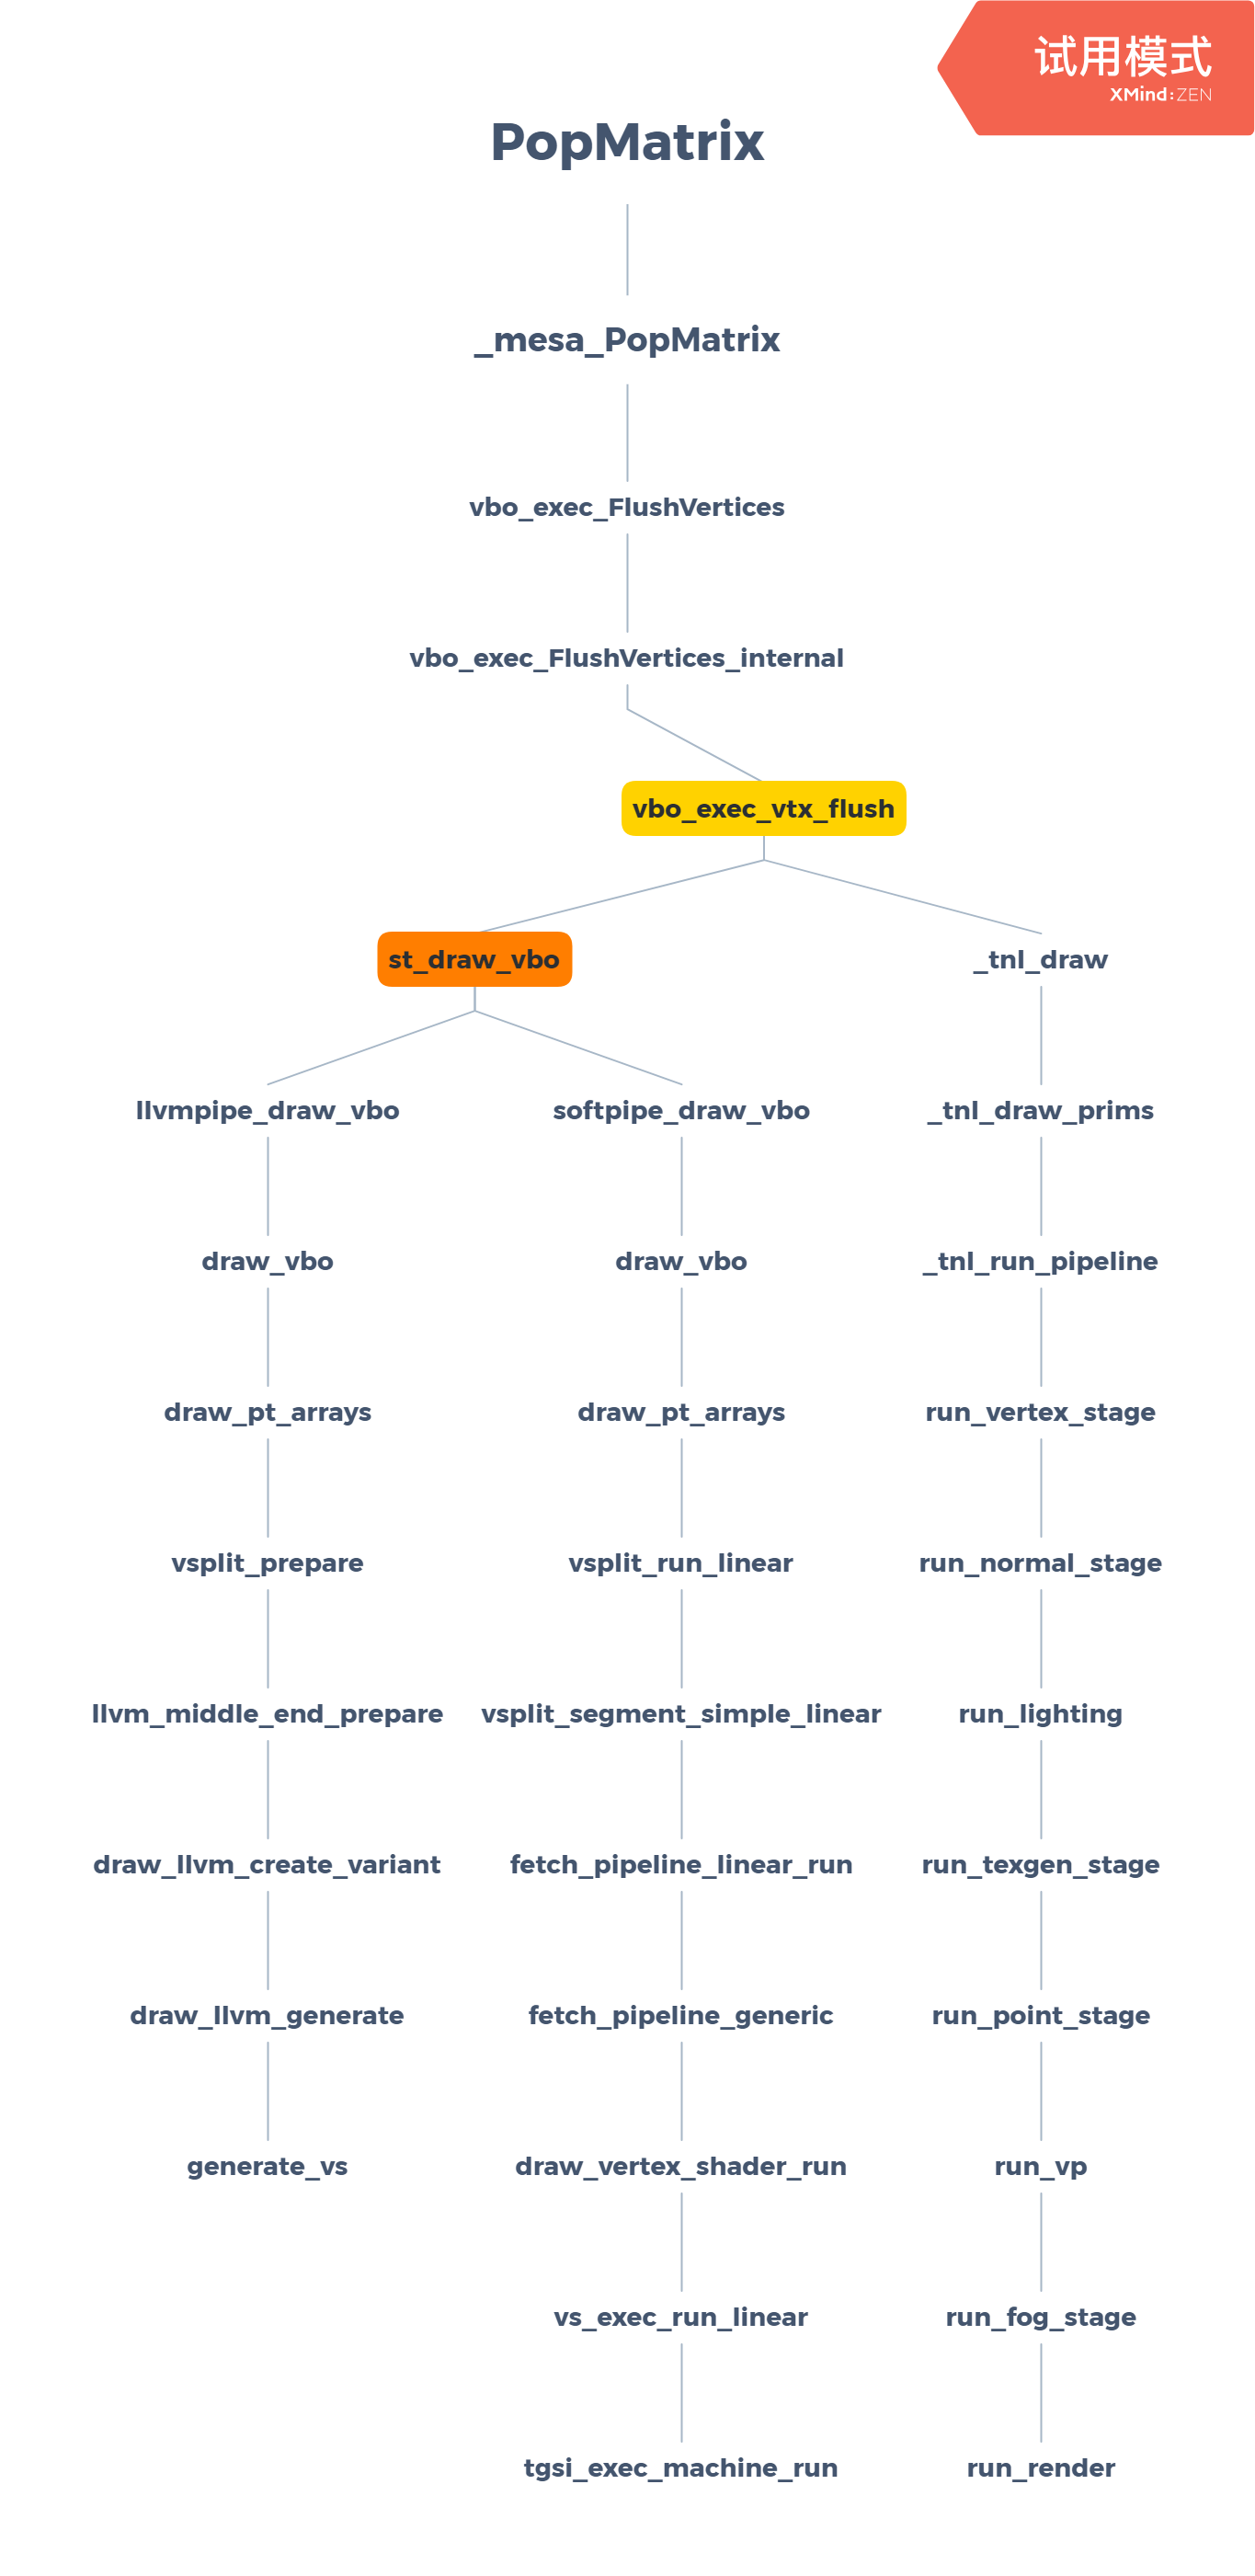 试用模式
XMind:ZEN
PopMatrix
_mesa_PopMatrix
vbo_exec_FlushVertices
vbo_exec_FlushVertices_internal
vbo_exec_vtx_flush
st_draw_vbo
_tnl_draw
llvmpipe_draw_vbo
softpipe_draw_vbo
_tnl_draw_prims
draw_vbo
draw_vbo
_tnl_run_pipeline
draw_pt_arrays
draw_pt_arrays
run_vertex_stage
vsplit_prepare
vsplit_run_linear
run_normal_stage
llvm_middle_end_prepare
vsplit_segment_simple_linear
run_lighting
draw_llvm_create_variant
fetch_pipeline_linear_run
run_texgen_stage
draw_llvm_generate
fetch_pipeline_generic
run_point_stage
generate_vs
draw_vertex_shader_run
run_vp
vs_exec_run_linear
run_fog_stage
tgsi_exec_machine_run
run_render